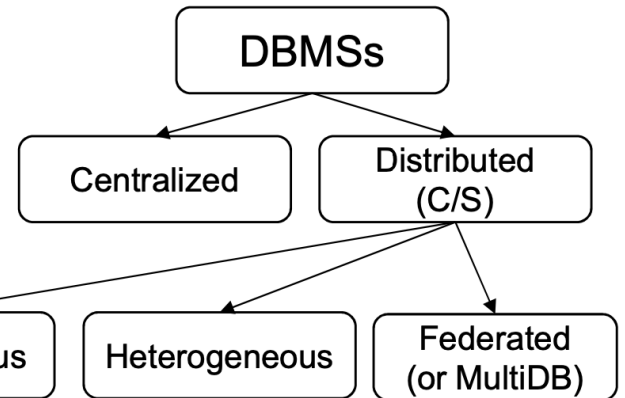 DBMSs
Centralized
Distributed
(C/S)
us
Heterogeneous
Federated
(or MultiDB)